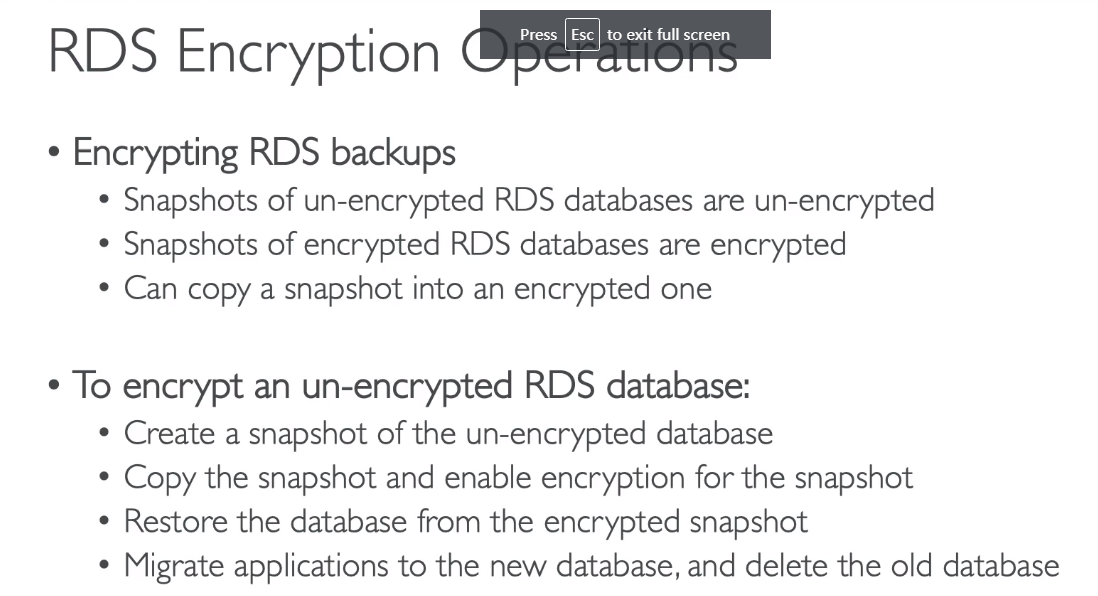 Press Esc to exit full screen
RDS Encryption Operations
• Encrypting RDS backups
• Snapshots of un-encrypted RDS databases are un-encrypted
• Snapshots of encrypted RDS databases are encrypted
• Can copy a snapshot into an encrypted one
• To encrypt an un-encrypted RDS database:
• Create a snapshot of the un-encrypted database
• Copy the snapshot and enable encryption for the snapshot
• Restore the database from the encrypted snapshot
• Migrate applications to the new database, and delete the old database